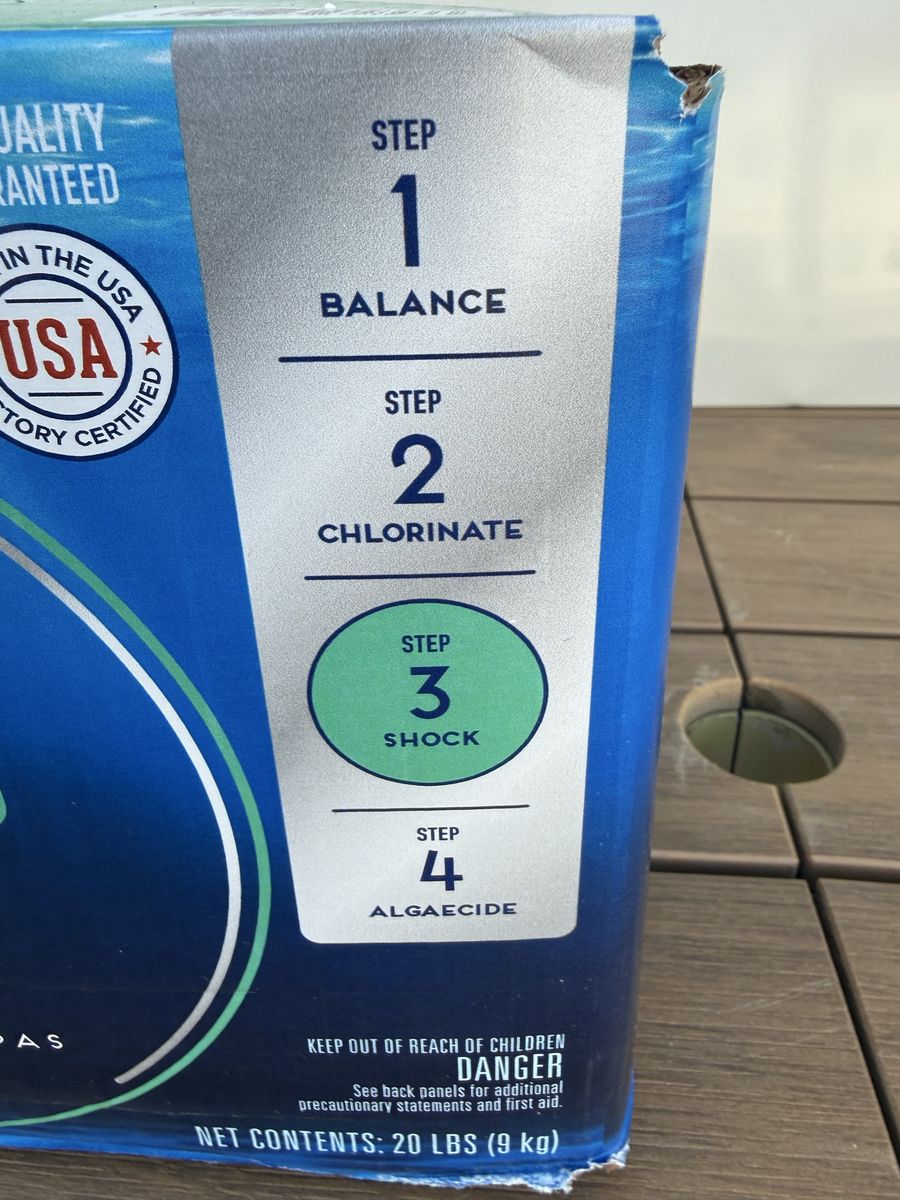 UALITY
RANTEED
IN THE USA
USA
TORY CERTIFIED
STEP
1
BALANCE
STEP
2
CHLORINATE
STEP
3
SHOCK
STEP
4
ALGAECIDE
PAS
KEEP OUT OF REACH OF CHILDREN
DANGER
See back panels for additional
precautionary statements and first aid.
NET CONTENTS: 20 LBS (9 kg)